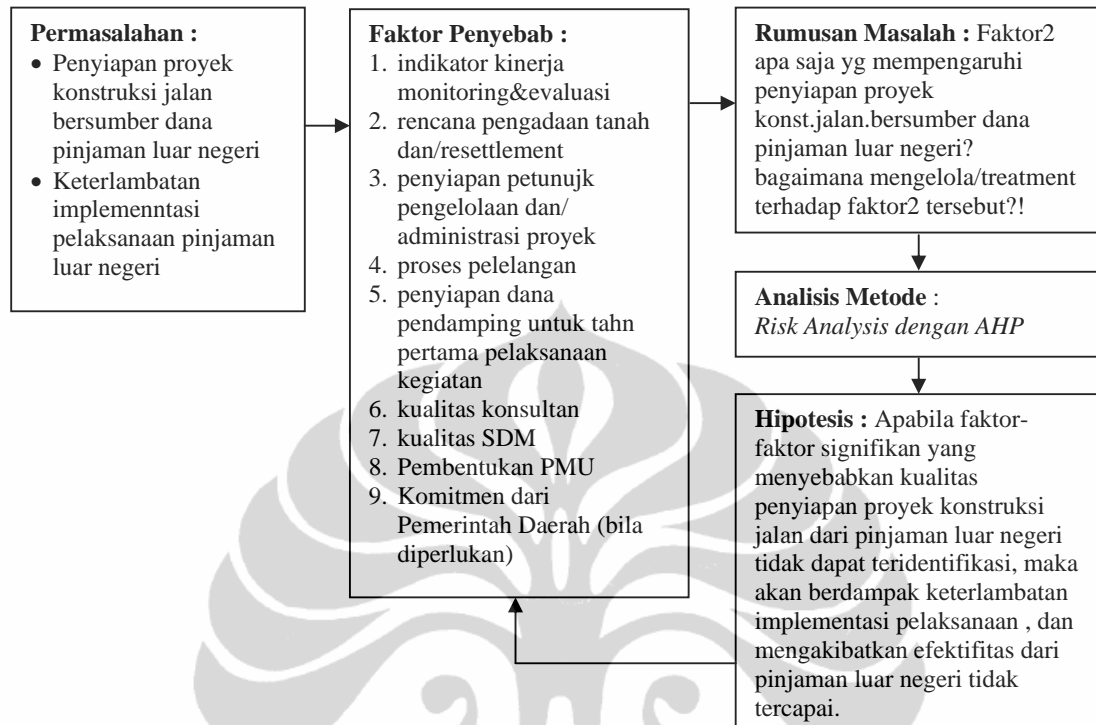 Permasalahan :
• Penyiapan proyek
konstruksi jalan
bersumber dana
pinjaman luar negeri
• Keterlambatan
implemenntasi
pelaksanaan pinjaman
luar negeri
Faktor Penyebab :
1. indikator kinerja
monitoring&evaluasi
2. rencana pengadaan tanah
dan/resettlement
3. penyiapan petunujk
pengelolaan dan/
administrasi proyek
4. proses pelelangan
5. penyiapan dana
pendamping untuk tahn
pertama pelaksanaan
kegiatan
6. kualitas konsultan
7. kualitas SDM
8. Pembentukan PMU
9. Komitmen dari
Pemerintah Daerah (bila
diperlukan)
Rumusan Masalah : Faktor2
apa saja yg mempengaruhi
penyiapan proyek
konst.jalan.bersumber dana
pinjaman luar negeri?
bagaimana mengelola/treatment
terhadap faktor2 tersebut?!
Analisis Metode :
Risk Analysis dengan AHP
Hipotesis : Apabila faktor-
faktor signifikan yang
menyebabkan kualitas
penyiapan proyek konstruksi
jalan dari pinjaman luar negeri
tidak dapat teridentifikasi, maka
akan berdampak keterlambatan
implementasi pelaksanaan , dan
mengakibatkan efektifitas dari
pinjaman luar negeri tidak
tercapai.